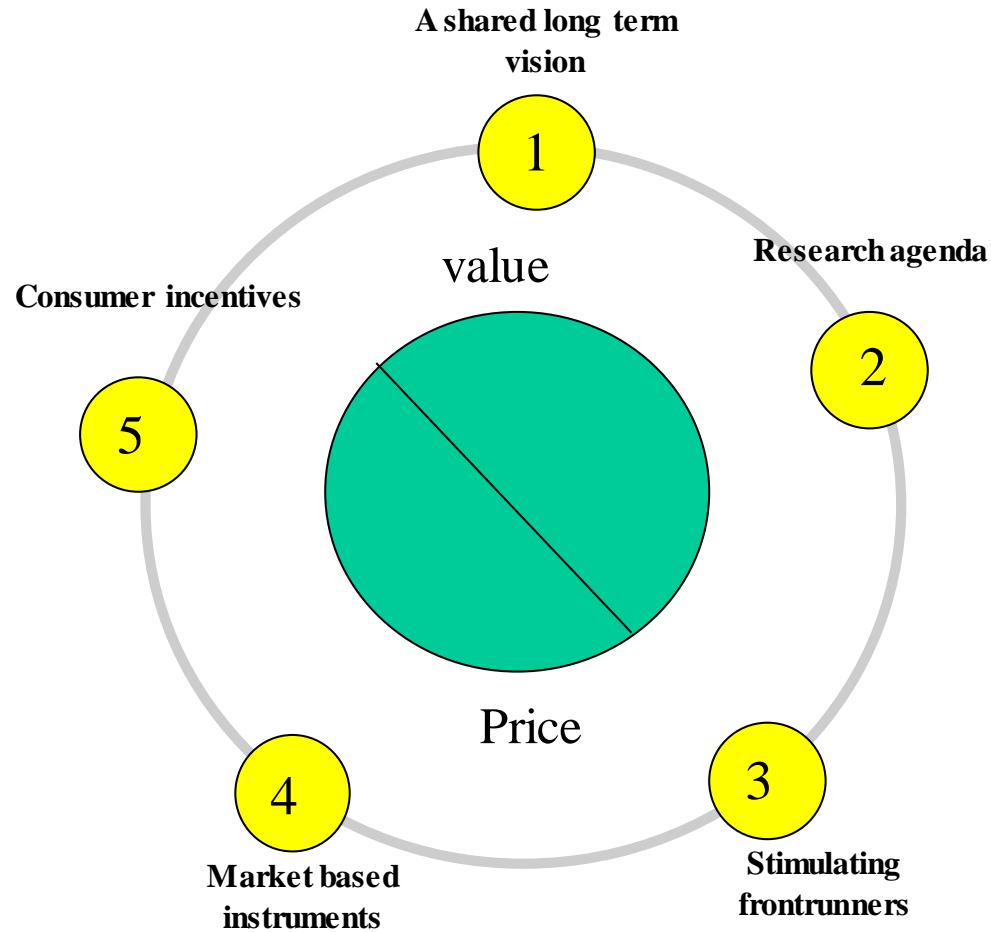 A shared long term
vision
1
value
Research agenda
2
Consumer incentives
5
Price
3
Stimulating
frontrunners
4
Market based
instruments